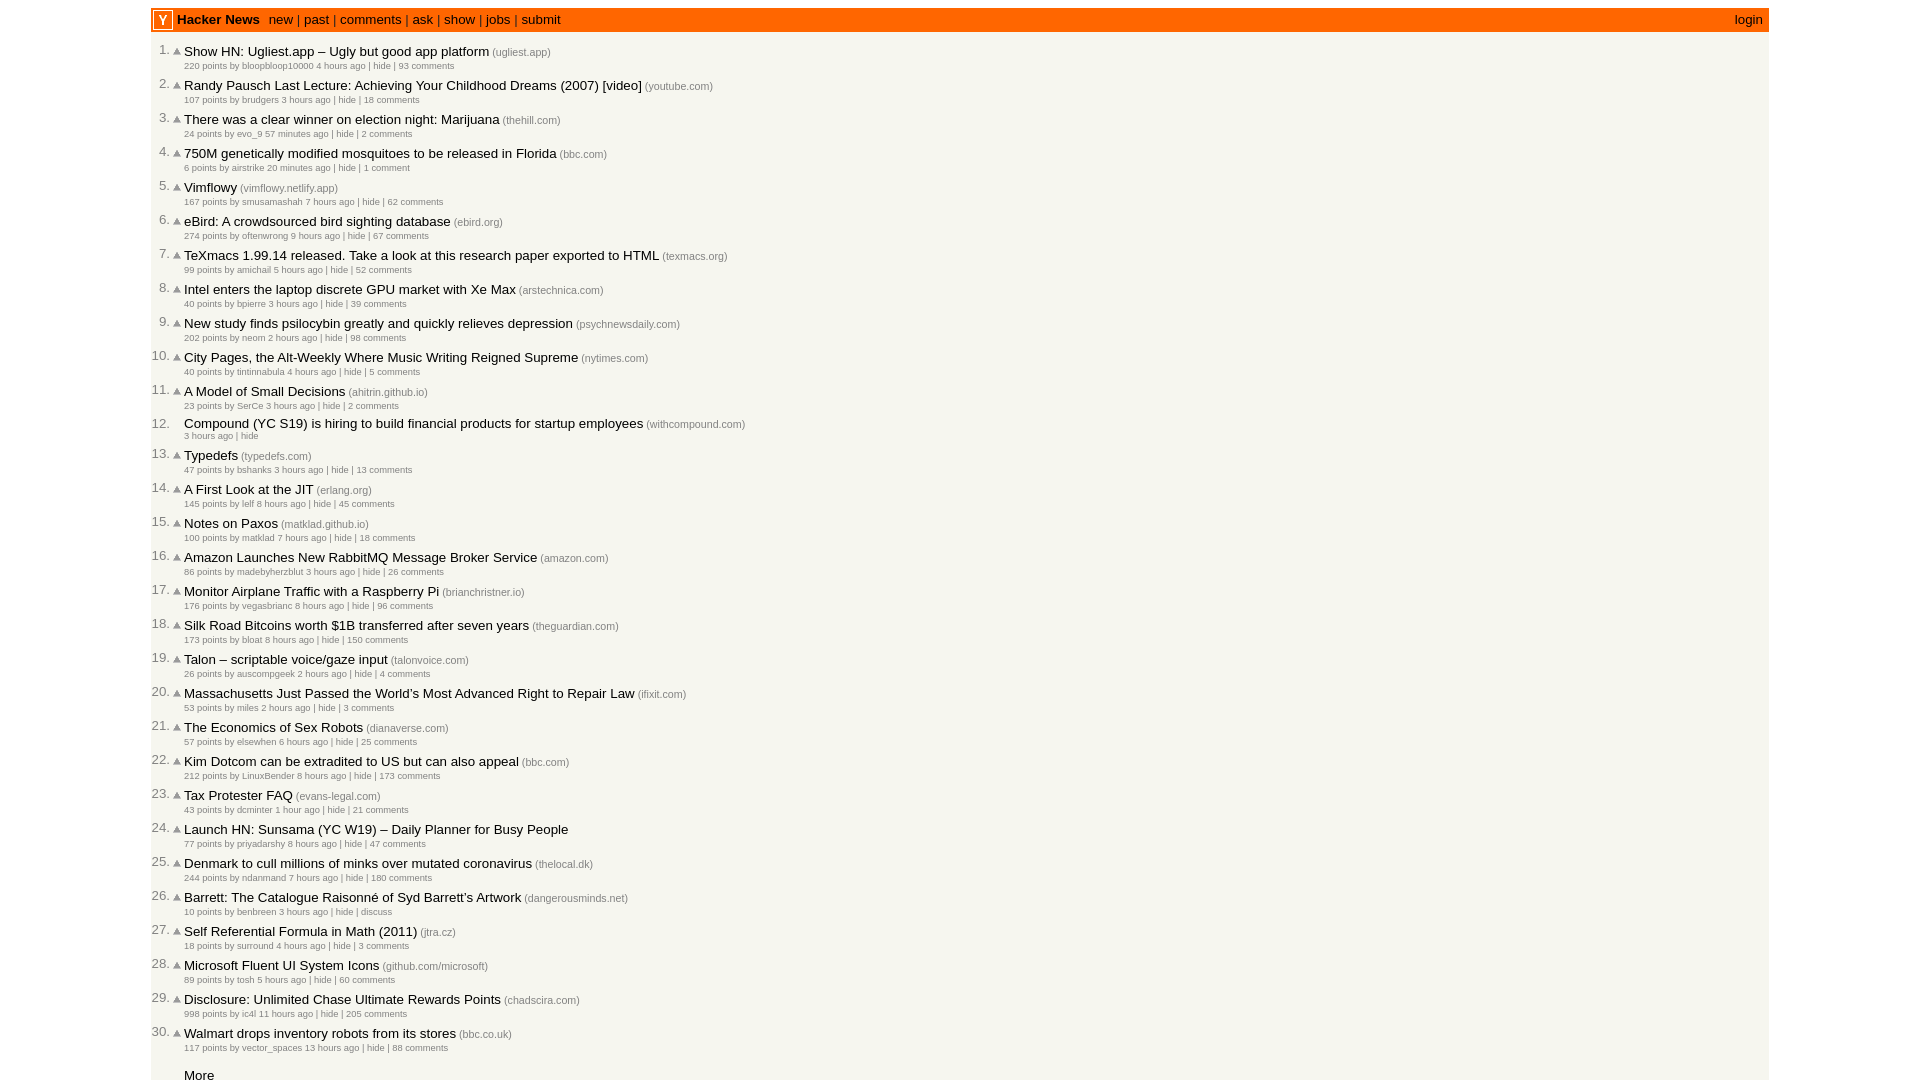 Y Hacker News new | past | comments | ask | show | jobs | submit login
1. Show HN: Ugliest.app – Ugly but good app platform (ugliest.app)
220 points by bloopbloop10000 4 hours ago | hide | 93 comments
2. Randy Pausch Last Lecture: Achieving Your Childhood Dreams (2007) [video] (youtube.com)
107 points by brudgers 3 hours ago | hide | 18 comments
3. There was a clear winner on election night: Marijuana (thehill.com)
24 points by evo_9 57 minutes ago | hide | 2 comments
4. 750M genetically modified mosquitoes to be released in Florida (bbc.com)
6 points by airstrike 20 minutes ago | hide | 1 comment
5. Vimflowy (vimflowy.netlify.app)
167 points by smusamashah 7 hours ago | hide | 62 comments
6. eBird: A crowdsourced bird sighting database (ebird.org)
274 points by oftenwrong 9 hours ago | hide | 67 comments
7. TeXmacs 1.99.14 released. Take a look at this research paper exported to HTML (texmacs.org)
99 points by amichail 5 hours ago | hide | 52 comments
8. Intel enters the laptop discrete GPU market with Xe Max (arstechnica.com)
40 points by bpierre 3 hours ago | hide | 39 comments
9. New study finds psilocybin greatly and quickly relieves depression (psychnewsdaily.com)
202 points by neom 2 hours ago | hide | 98 comments
10. City Pages, the Alt-Weekly Where Music Writing Reigned Supreme (nytimes.com)
40 points by tintinnabula 4 hours ago | hide | 5 comments
11. A Model of Small Decisions (ahitrin.github.io)
23 points by SerCe 3 hours ago | hide | 2 comments
12. Compound (YC S19) is hiring to build financial products for startup employees (withcompound.com)
3 hours ago | hide
13. Typedefs (typedefs.com)
47 points by bshanks 3 hours ago | hide | 13 comments
14. A First Look at the JIT (erlang.org)
145 points by lelf 8 hours ago | hide | 45 comments
15. Notes on Paxos (matklad.github.io)
100 points by matklad 7 hours ago | hide | 18 comments
16. Amazon Launches New RabbitMQ Message Broker Service (amazon.com)
86 points by madebyherzblut 3 hours ago | hide | 26 comments
17. Monitor Airplane Traffic with a Raspberry Pi (brianchristner.io)
176 points by vegasbrianc 8 hours ago | hide | 96 comments
18. Silk Road Bitcoins worth $1B transferred after seven years (theguardian.com)
173 points by bloat 8 hours ago | hide | 150 comments
19. Talon – scriptable voice/gaze input (talonvoice.com)
26 points by auscompgeek 2 hours ago | hide | 4 comments
20. Massachusetts Just Passed the World’s Most Advanced Right to Repair Law (ifixit.com)
53 points by miles 2 hours ago | hide | 3 comments
21. The Economics of Sex Robots (dianaverse.com)
57 points by elsewhen 6 hours ago | hide | 25 comments
22. Kim Dotcom can be extradited to US but can also appeal (bbc.com)
212 points by LinuxBender 8 hours ago | hide | 173 comments
23. Tax Protester FAQ (evans-legal.com)
43 points by dcminter 1 hour ago | hide | 21 comments
24. Launch HN: Sunsama (YC W19) – Daily Planner for Busy People
77 points by priyadarshy 8 hours ago | hide | 47 comments
25. Denmark to cull millions of minks over mutated coronavirus (thelocal.dk)
244 points by ndanmand 7 hours ago | hide | 180 comments
26. Barrett: The Catalogue Raisonné of Syd Barrett’s Artwork (dangerousminds.net)
10 points by benbreen 3 hours ago | hide | discuss
27. Self Referential Formula in Math (2011) (jtra.cz)
18 points by surround 4 hours ago | hide | 3 comments
28. Microsoft Fluent UI System Icons (github.com/microsoft)
89 points by tosh 5 hours ago | hide | 60 comments
29. Disclosure: Unlimited Chase Ultimate Rewards Points (chadscira.com)
998 points by ic4l 11 hours ago | hide | 205 comments
30. Walmart drops inventory robots from its stores (bbc.co.uk)
117 points by vector_spaces 13 hours ago | hide | 88 comments
More